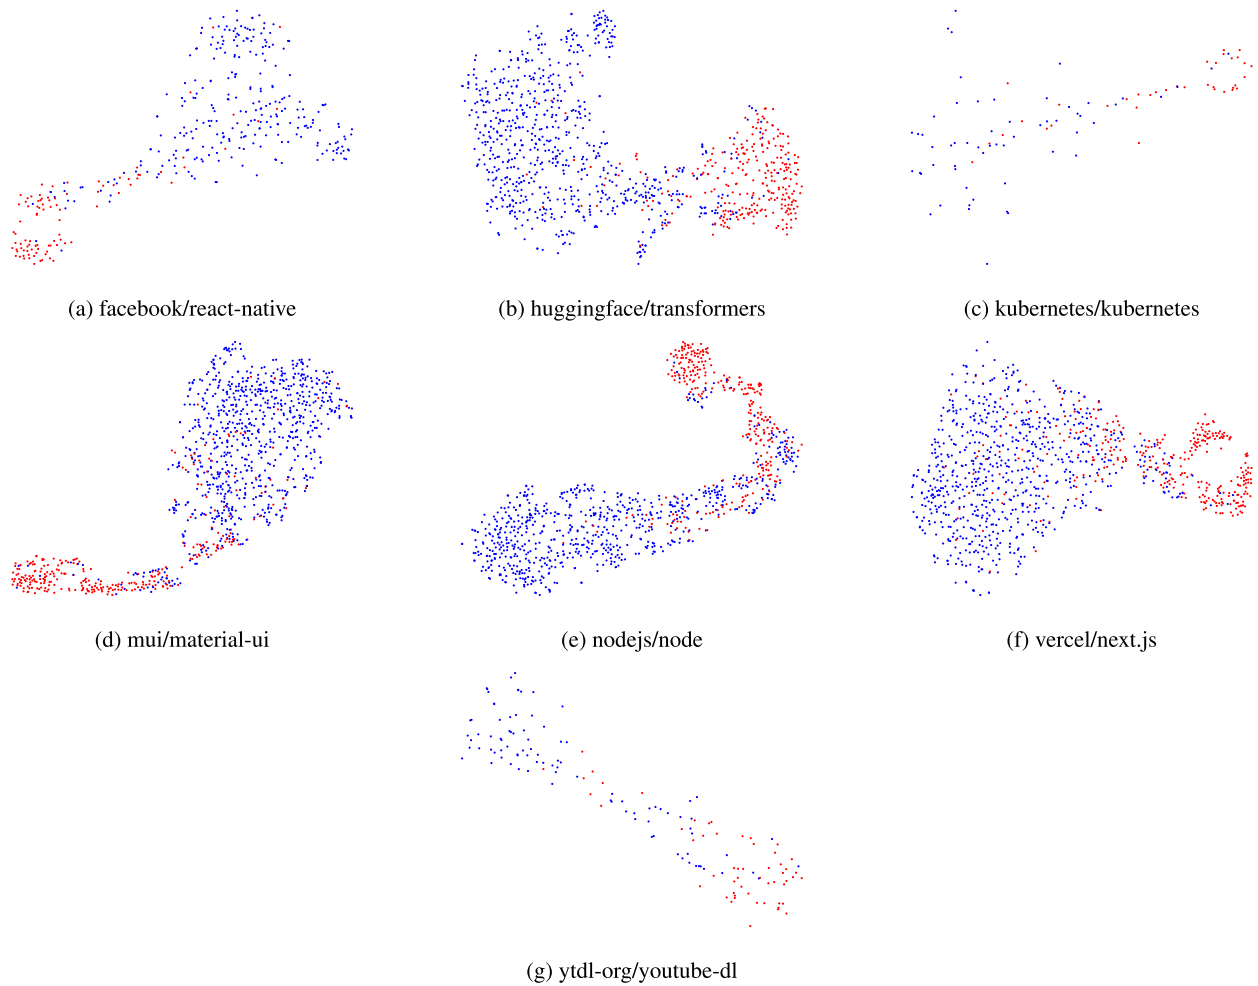 (a) facebook/react-native
(b) huggingface/transformers
(c) kubernetes/kubernetes
(d) mui/material-ui
(e) nodejs/node
(f) vercel/next.js
(g) ytdl-org/youtube-dl